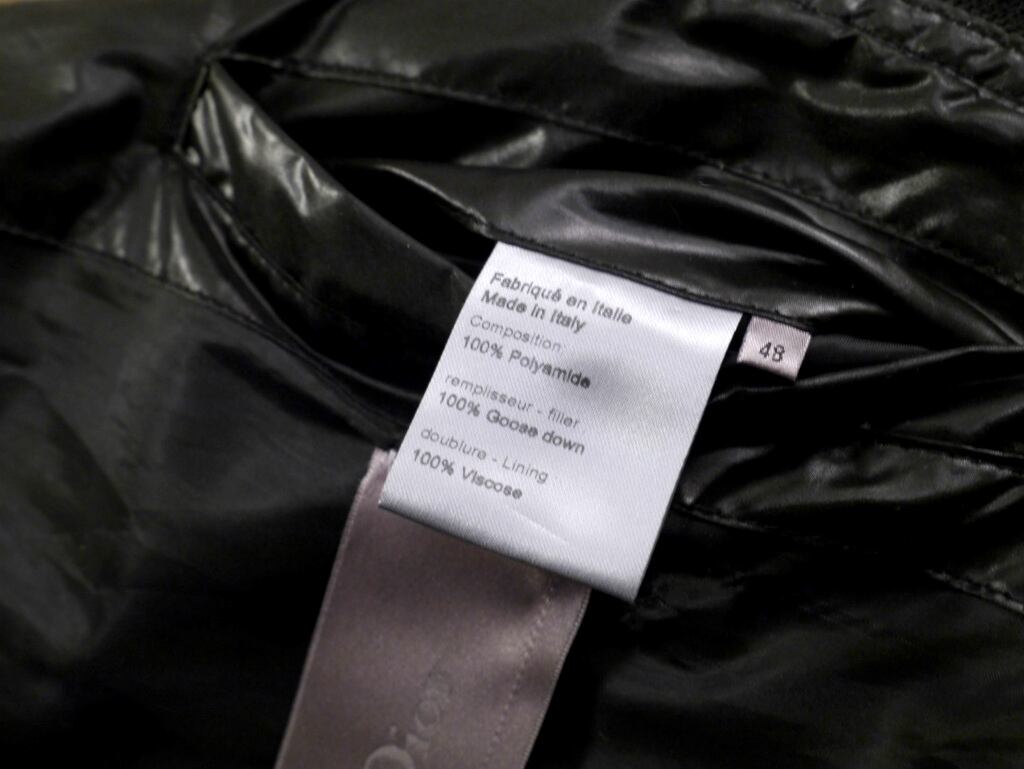 Fabriqué en Italie
Made in Italy
Composition:
100% Polyamide
remplisseur - filler
100% Goose down
doublure - Lining
100% Viscose
48
Dior